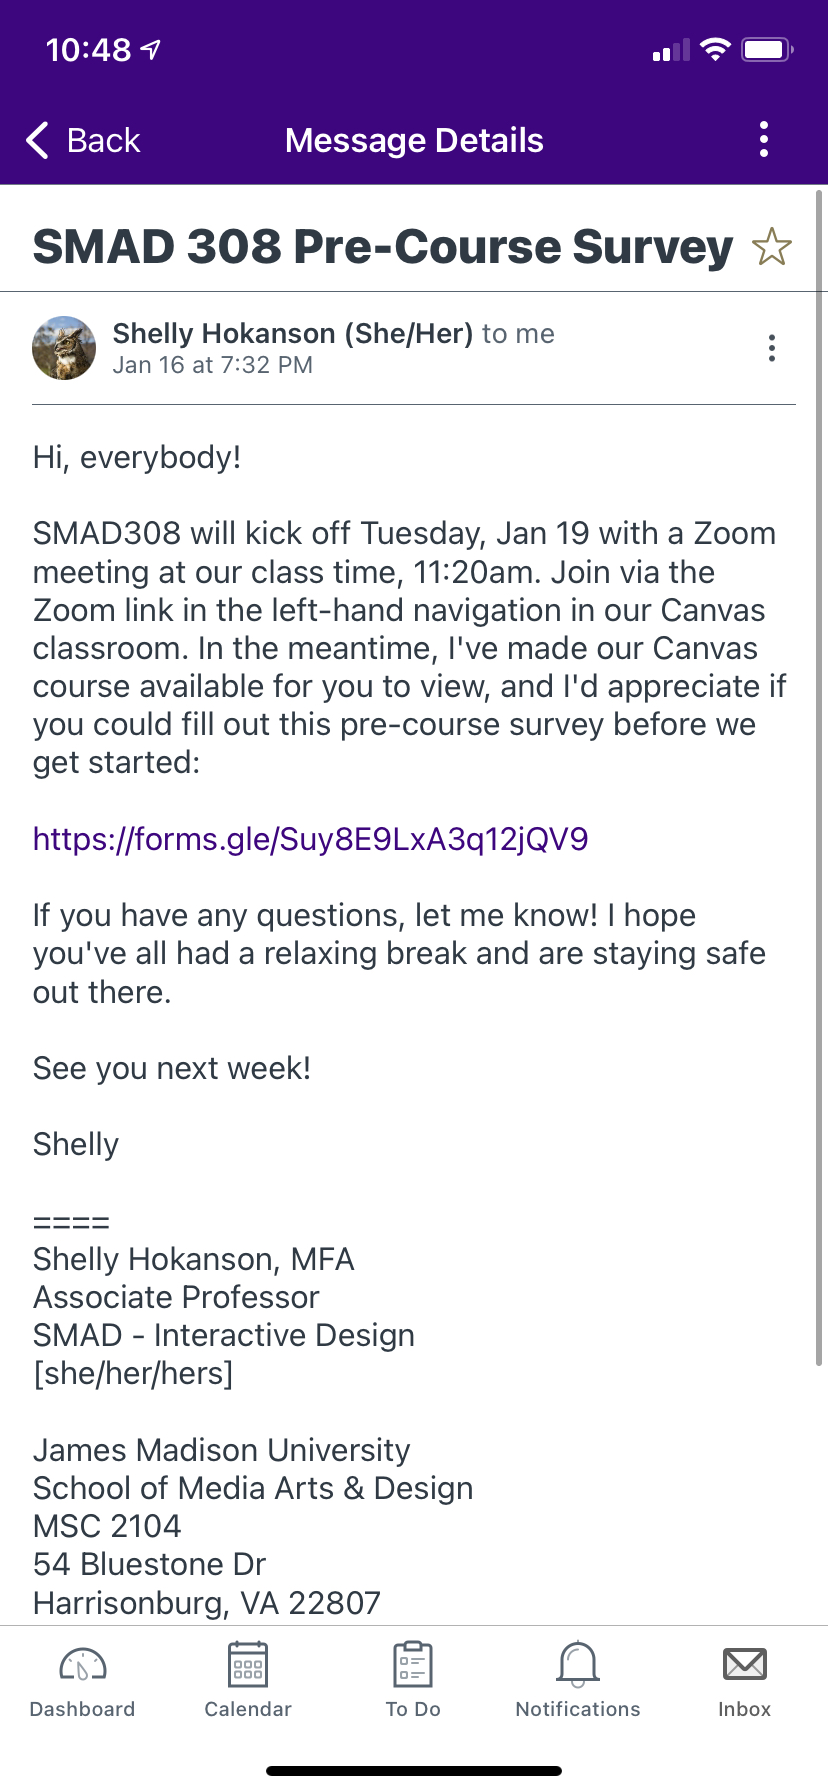 10:48
Back
Message Details
SMAD 308 Pre-Course Survey
Shelly Hokanson (She/Her) to me
Jan 16 at 7:32 PM
Hi, everybody!
SMAD308 will kick off Tuesday, Jan 19 with a Zoom
meeting at our class time, 11:20am. Join via the
Zoom link in the left-hand navigation in our Canvas
classroom. In the meantime, I've made our Canvas
course available for you to view, and I'd appreciate if
you could fill out this pre-course survey before we
get started:
https://forms.gle/Suy8E9LxA3q12jQV9
If you have any questions, let me know! I hope
you've all had a relaxing break and are staying safe
out there.
See you next week!
Shelly
====
Shelly Hokanson, MFA
Associate Professor
SMAD - Interactive Design
[she/her/hers]
James Madison University
School of Media Arts & Design
MSC 2104
54 Bluestone Dr
Harrisonburg, VA 22807
Dashboard
Calendar
To Do
Notifications
Inbox